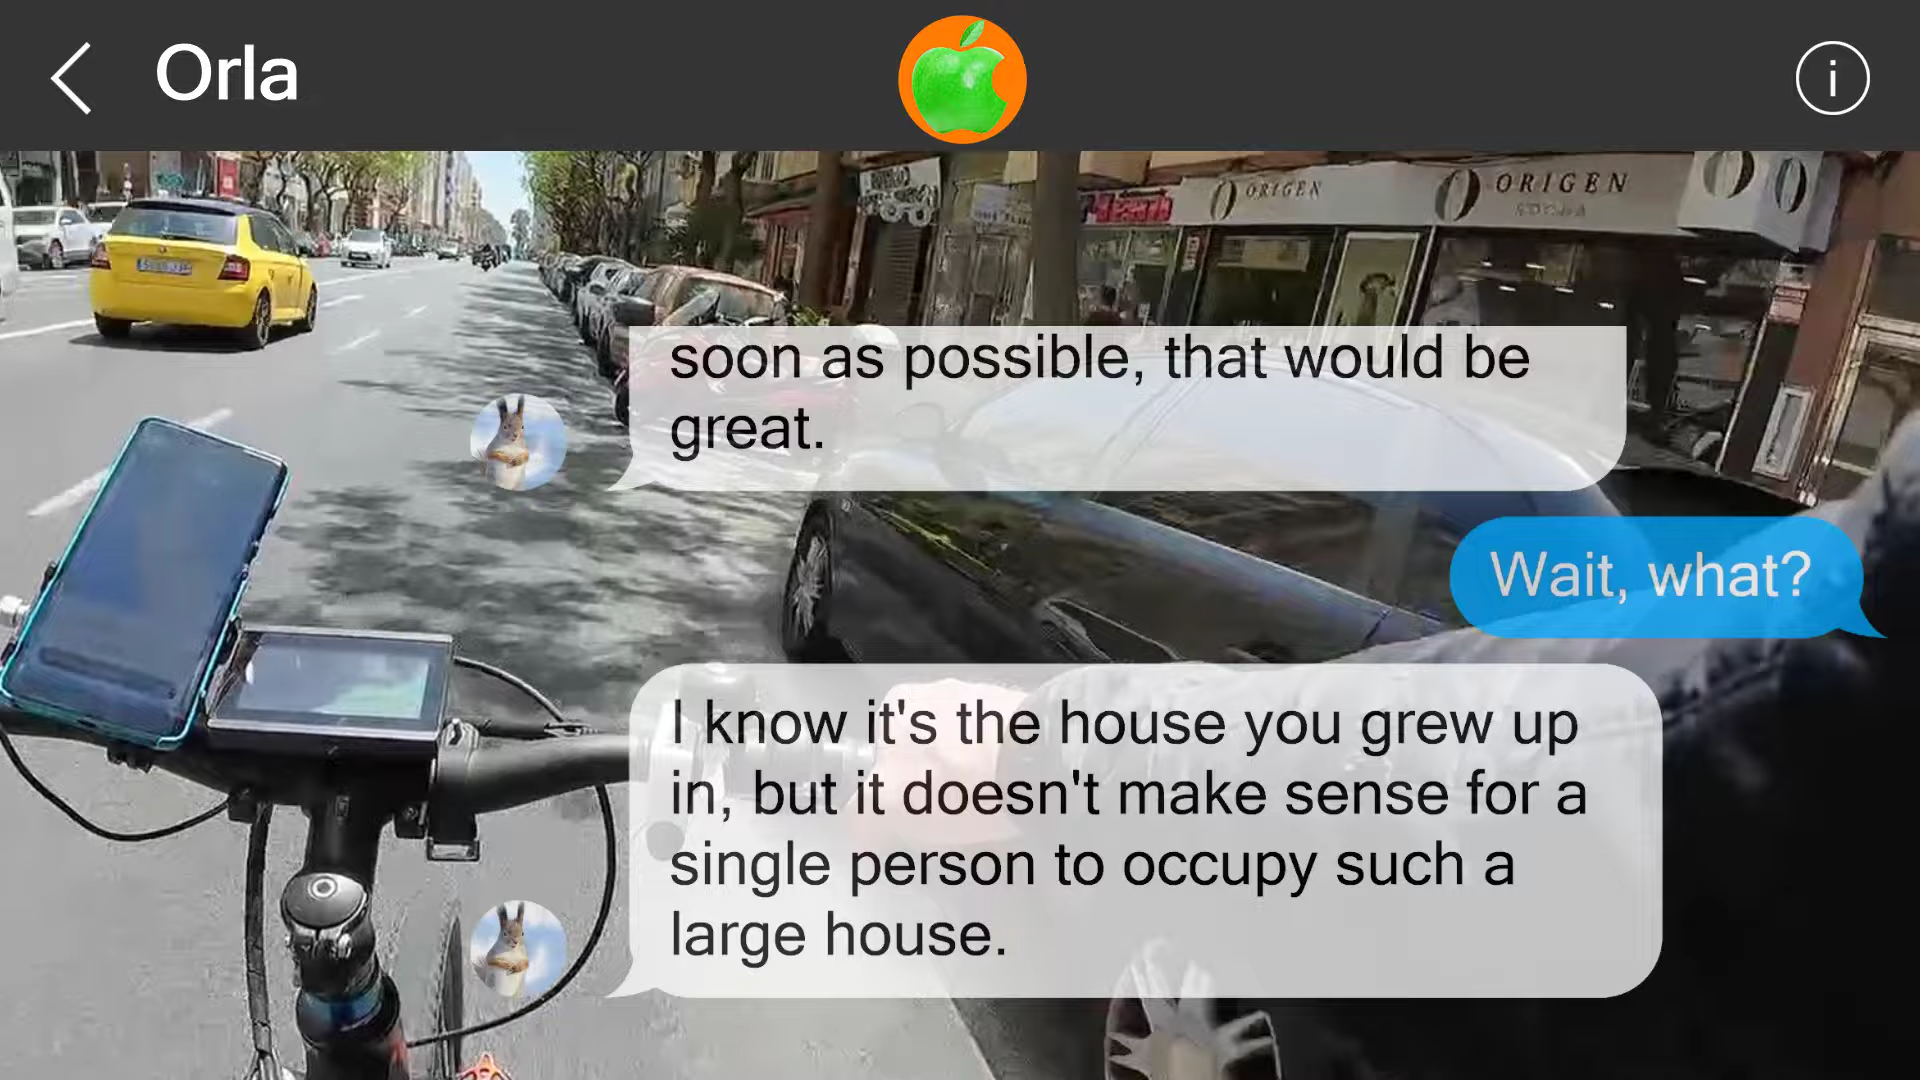 Orla
i
ORIGEN
ORIGEN
soon as possible, that would be
great.
Wait, what?
I know it's the house you grew up
in, but it doesn't make sense for a
single person to occupy such a
large house.